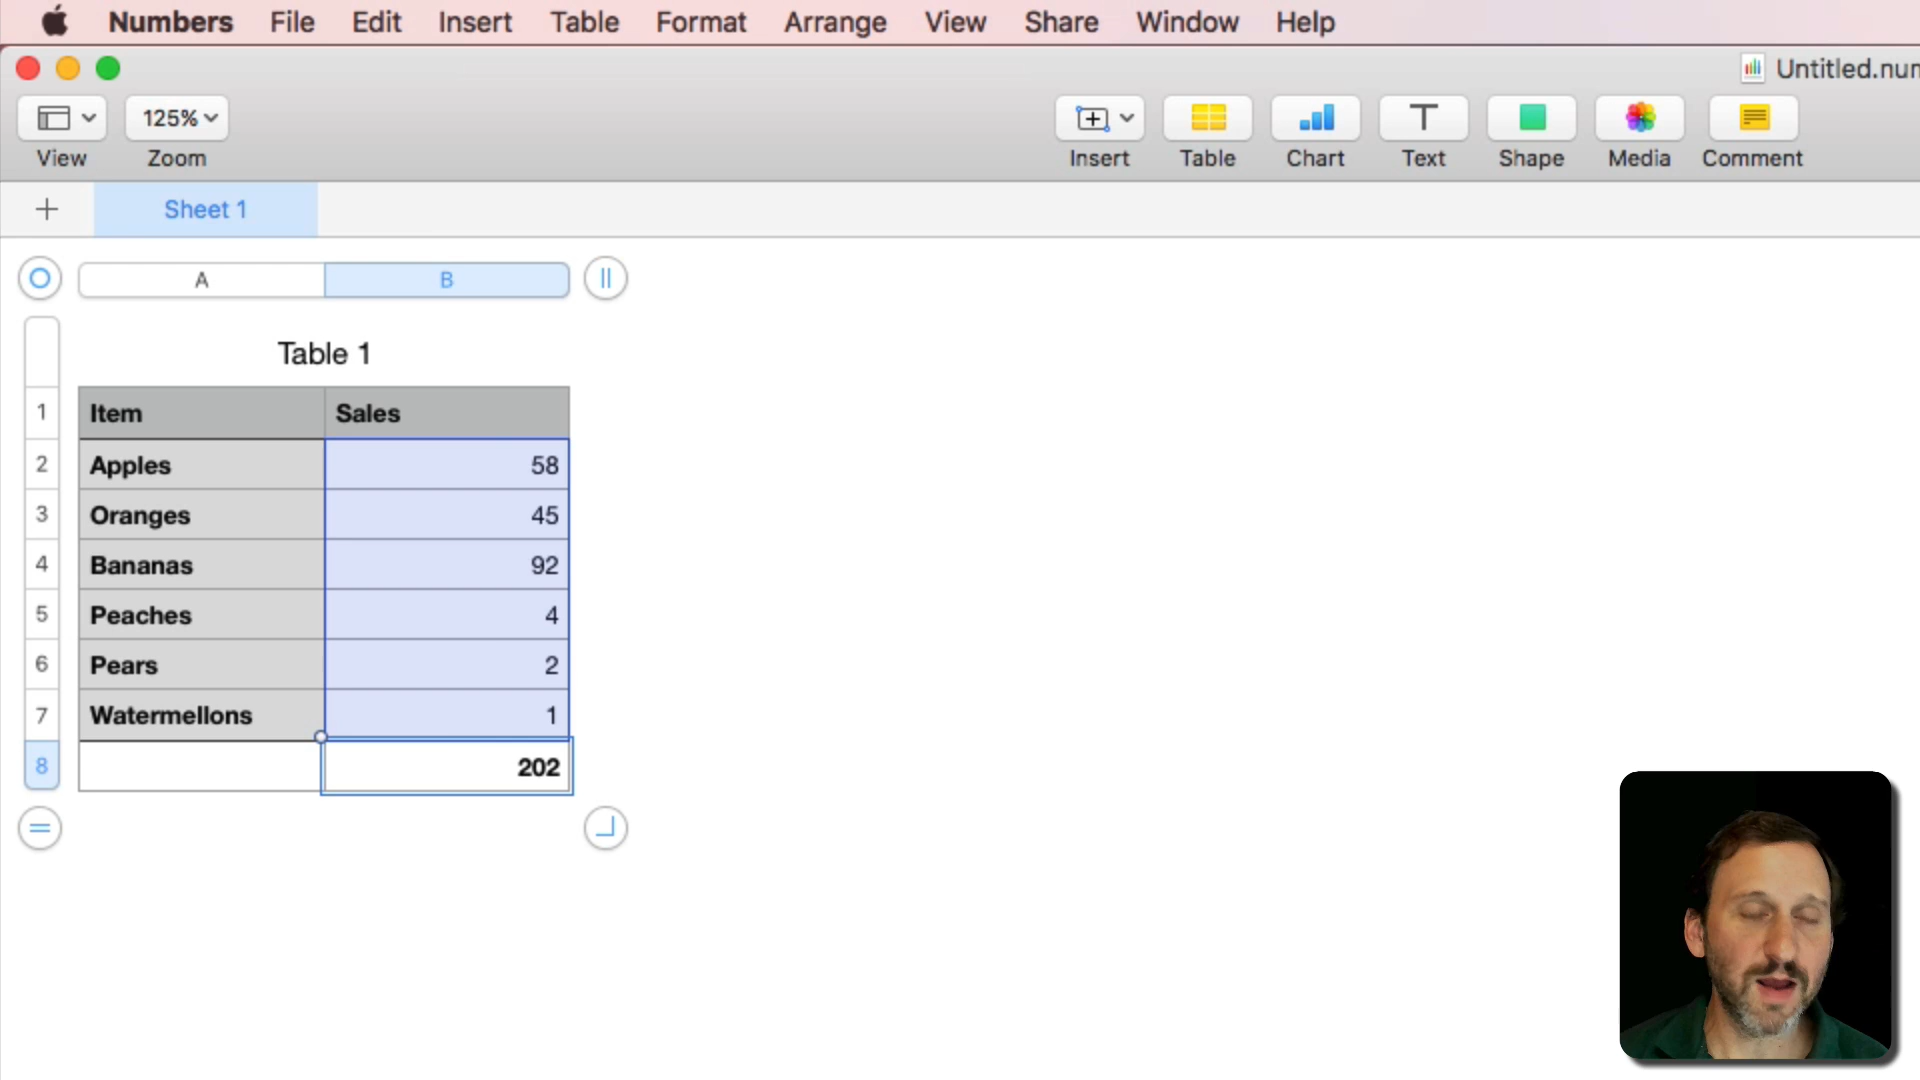 Numbers File Edit Insert Table Format Arrange View Share Window Help
Untitled.num
125%
View Zoom Insert Table Chart Text Shape Media Comment
Sheet 1
A B
Table 1
1 Item Sales
2 Apples 58
3 Oranges 45
4 Bananas 92
5 Peaches 4
6 Pears 2
7 Watermellons 1
8 202